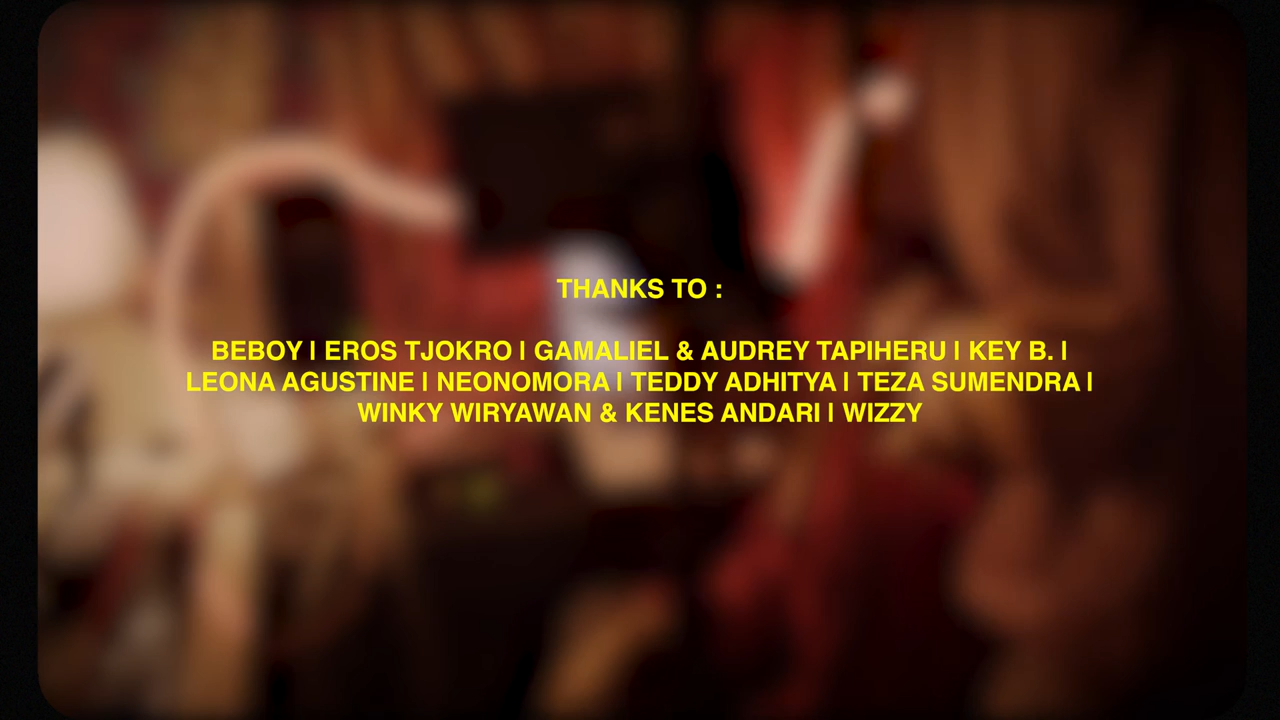 THANKS TO :
BEBOY | EROS TJOKRO | GAMALIEL & AUDREY TAPIHERU | KEY B. |
LEONA AGUSTINE | NEONOMORA | TEDDY ADHITYA | TEZA SUMENDRA |
WINKY WIRYAWAN & KENES ANDARI | WIZZY